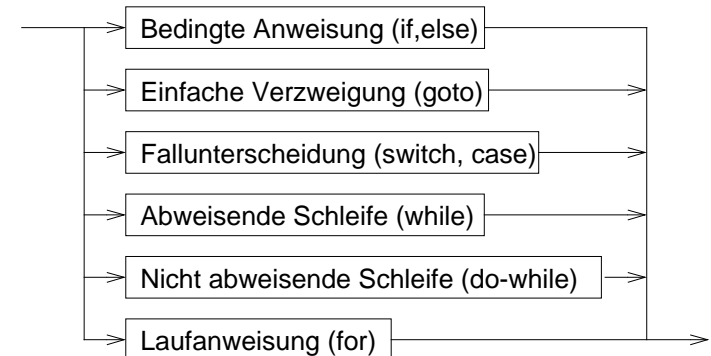 Bedingte Anweisung (if,else)
Einfache Verzweigung (goto)
Fallunterscheidung (switch, case)
Abweisende Schleife (while)
Nicht abweisende Schleife (do-while)
Laufanweisung (for)